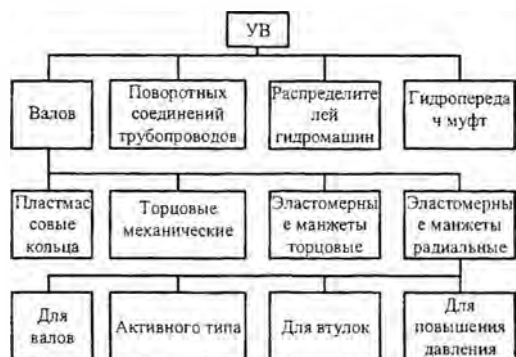 УВ
Валов
Поворотных
соединений
трубопроводов
Распределите
лей
гидромашин
Гидропереда
ч муфт
Пластмас
совые
кольца
Торцовые
механические
Эластомерны
е манжеты
торцовые
Эластомерны
е манжеты
радиальные
Для
валов
Активного типа
Для втулок
Для
повышения
давления